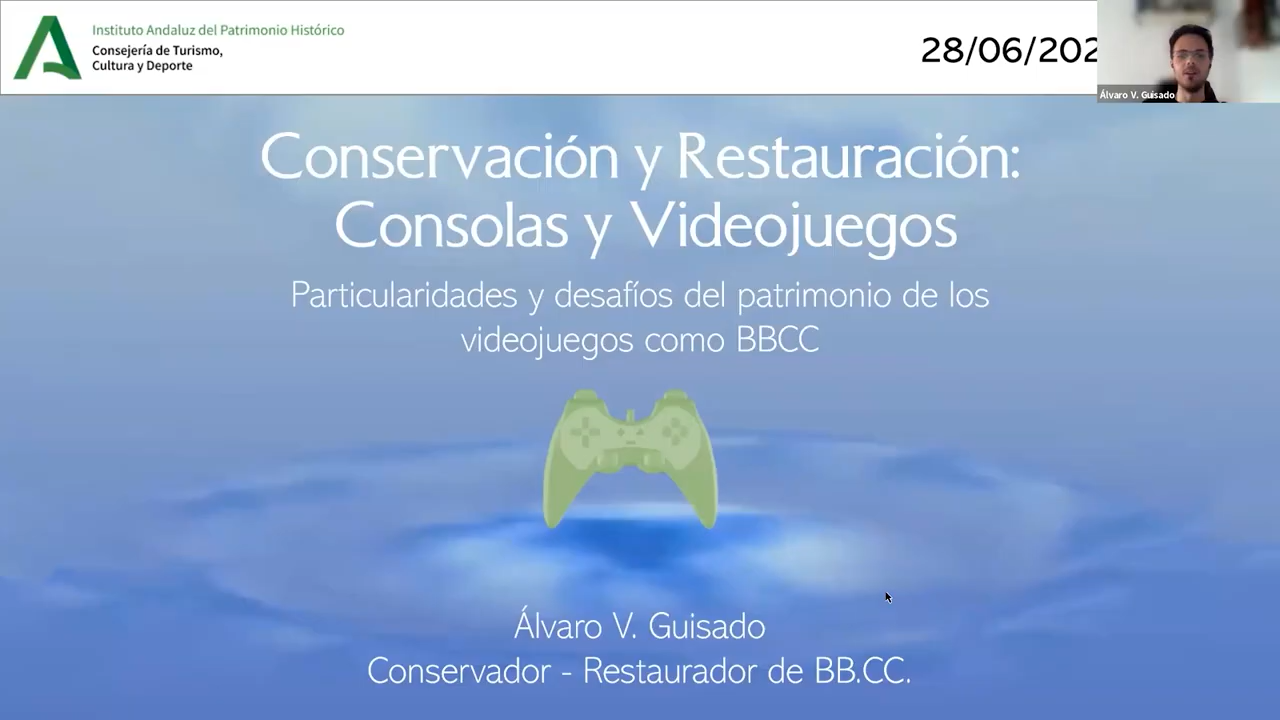 Instituto Andaluz del Patrimonio Histórico
Consejería de Turismo,
Cultura y Deporte
28/06/202
Álvaro V. Guisado
Conservación y Restauración:
Consolas y Videojuegos
Particularidades y desafíos del patrimonio de los
videojuegos como BBCC
Álvaro V. Guisado
Conservador - Restaurador de BB.CC.